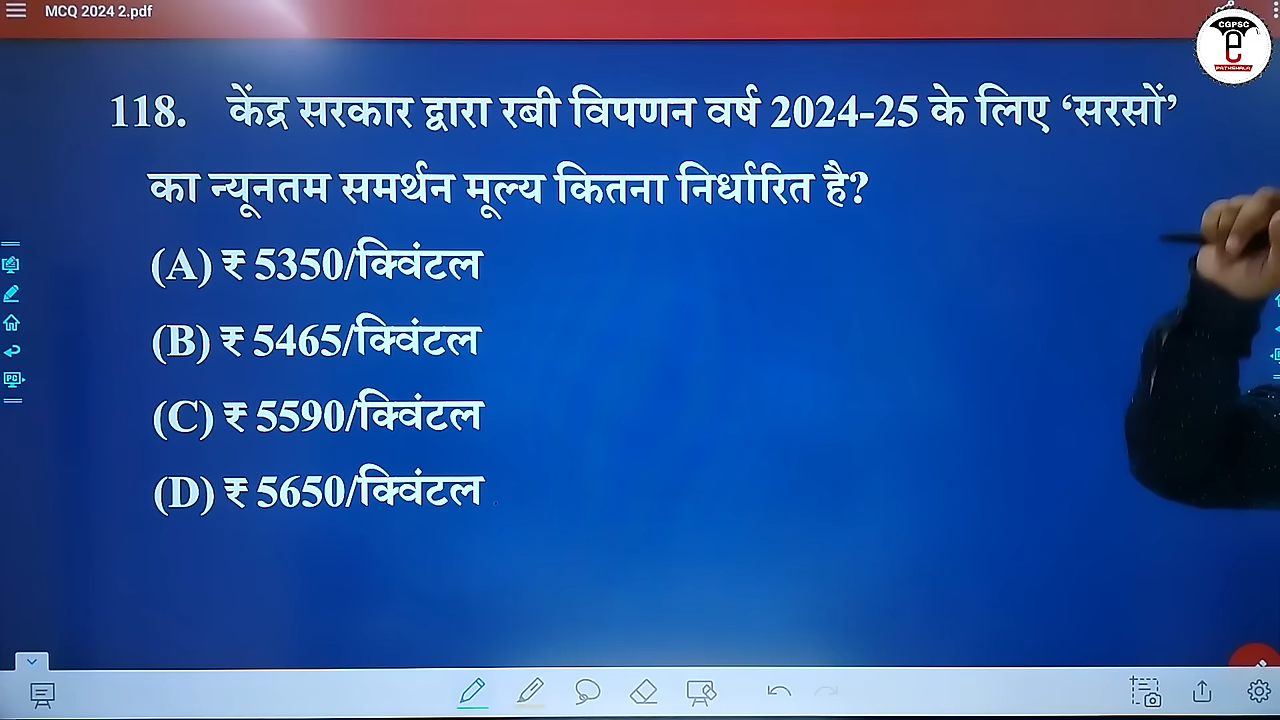 MCQ 2024 2.pdf
CGPSC
e
PATHSHALA
118. केंद्र सरकार द्वारा रबी विपणन वर्ष 2024-25 के लिए ‘सरसों’
का न्यूनतम समर्थन मूल्य कितना निर्धारित है?
(A) ₹ 5350/क्विंटल
(B) ₹ 5465/क्विंटल
(C) ₹ 5590/क्विंटल
(D) ₹ 5650/क्विंटल